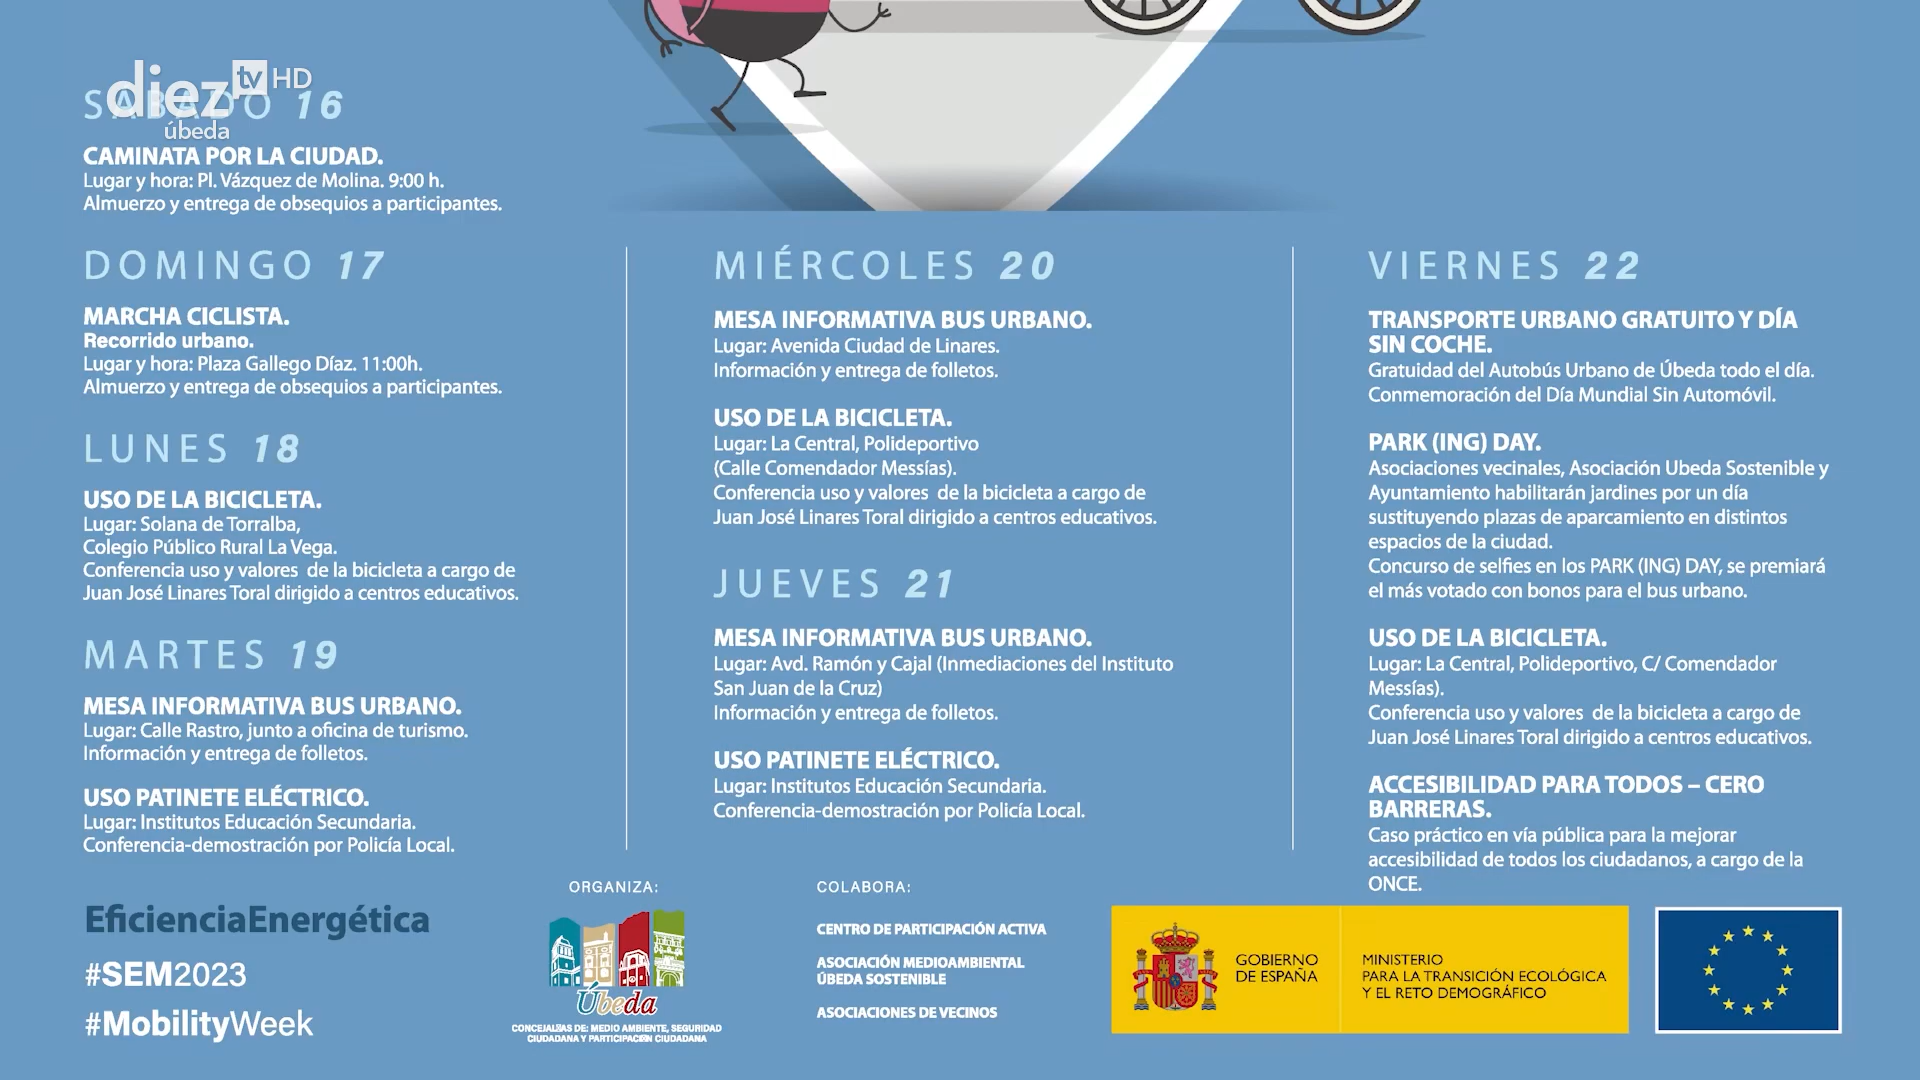 diez tv HD
úbeda
SÁBADO 16
CAMINATA POR LA CIUDAD.
Lugar y hora: Pl. Vázquez de Molina. 9:00 h.
Almuerzo y entrega de obsequios a participantes.
DOMINGO 17
MARCHA CICLISTA.
Recorrido urbano.
Lugar y hora: Plaza Gallego Díaz. 11:00h.
Almuerzo y entrega de obsequios a participantes.
LUNES 18
USO DE LA BICICLETA.
Lugar: Solana de Torralba,
Colegio Público Rural La Vega.
Conferencia uso y valores de la bicicleta a cargo de
Juan José Linares Toral dirigido a centros educativos.
MARTES 19
MESA INFORMATIVA BUS URBANO.
Lugar: Calle Rastro, junto a oficina de turismo.
Información y entrega de folletos.
USO PATINETE ELÉCTRICO.
Lugar: Institutos Educación Secundaria.
Conferencia-demostración por Policía Local.
MIÉRCOLES 20
MESA INFORMATIVA BUS URBANO.
Lugar: Avenida Ciudad de Linares.
Información y entrega de folletos.
USO DE LA BICICLETA.
Lugar: La Central, Polideportivo
(Calle Comendador Messías).
Conferencia uso y valores de la bicicleta a cargo de
Juan José Linares Toral dirigido a centros educativos.
JUEVES 21
MESA INFORMATIVA BUS URBANO.
Lugar: Avd. Ramón y Cajal (Inmediaciones del Instituto
San Juan de la Cruz)
Información y entrega de folletos.
USO PATINETE ELÉCTRICO.
Lugar: Institutos Educación Secundaria.
Conferencia-demostración por Policía Local.
VIERNES 22
TRANSPORTE URBANO GRATUITO Y DÍA
SIN COCHE.
Gratuidad del Autobús Urbano de Úbeda todo el día.
Conmemoración del Día Mundial Sin Automóvil.
PARK (ING) DAY.
Asociaciones vecinales, Asociación Ubeda Sostenible y
Ayuntamiento habilitarán jardines por un día
sustituyendo plazas de aparcamiento en distintos
espacios de la ciudad.
Concurso de selfies en los PARK (ING) DAY, se premiará
el más votado con bonos para el bus urbano.
USO DE LA BICICLETA.
Lugar: La Central, Polideportivo, C/ Comendador
Messías).
Conferencia uso y valores de la bicicleta a cargo de
Juan José Linares Toral dirigido a centros educativos.
ACCESIBILIDAD PARA TODOS – CERO
BARRERAS.
Caso práctico en vía pública para la mejorar
accesibilidad de todos los ciudadanos, a cargo de la
ONCE.
EficienciaEnergética
#SEM2023
#MobilityWeek
ORGANIZA:
Úbeda
CONCEJALÍAS DE: MEDIO AMBIENTE, SEGURIDAD
CIUDADANA Y PARTICIPACIÓN CIUDADANA
COLABORA:
CENTRO DE PARTICIPACIÓN ACTIVA
ASOCIACIÓN MEDIOAMBIENTAL
ÚBEDA SOSTENIBLE
ASOCIACIONES DE VECINOS
GOBIERNO
DE ESPAÑA
MINISTERIO
PARA LA TRANSICIÓN ECOLÓGICA
Y EL RETO DEMOGRÁFICO